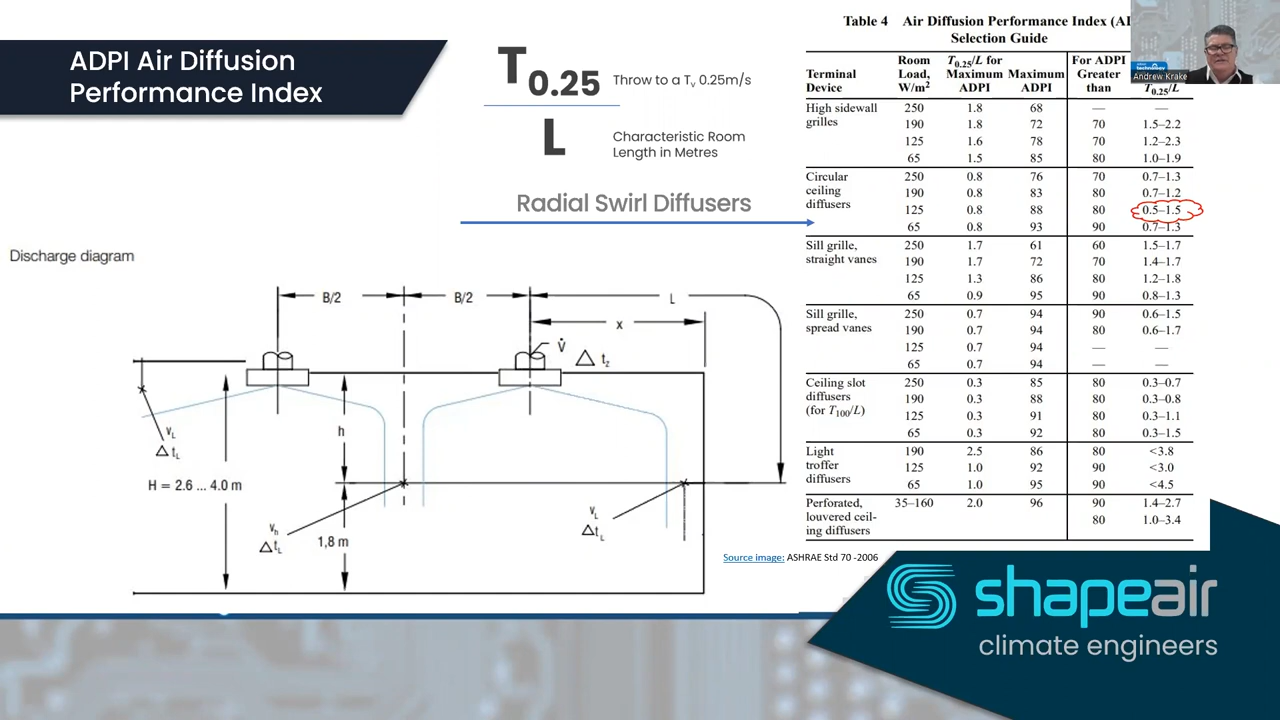 ADPI Air Diffusion
Performance Index
T0.25
Throw to a Tv 0.25m/s
L
Characteristic Room
Length in Metres
Radial Swirl Diffusers
Discharge diagram
B/2 B/2 L
x
V̇ △ tz
vL
△ tL
h
H = 2.6 ... 4.0 m
vh
△ tL
1,8 m
vL
△ tL
Table 4 Air Diffusion Performance Index
Selection Guide
Terminal Device Room Load, W/m2 T0.25/L for Maximum ADPI Maximum ADPI For ADPI Greater than T0.25/L
High sidewall grilles 250 1.8 68 — —
190 1.8 72 70 1.5–2.2
125 1.6 78 70 1.2–2.3
65 1.5 85 80 1.0–1.9
Circular ceiling diffusers 250 0.8 76 70 0.7–1.3
190 0.8 83 80 0.7–1.2
125 0.8 88 80 0.5–1.5
65 0.8 93 90 0.7–1.3
Sill grille, straight vanes 250 1.7 61 60 1.5–1.7
190 1.7 72 70 1.4–1.7
125 1.3 86 80 1.2–1.8
65 0.9 95 90 0.8–1.3
Sill grille, spread vanes 250 0.7 94 90 0.6–1.5
190 0.7 94 80 0.6–1.7
125 0.7 94 — —
65 0.7 94 — —
Ceiling slot diffusers (for T100/L) 250 0.3 85 80 0.3–0.7
190 0.3 88 80 0.3–0.8
125 0.3 91 80 0.3–1.1
65 0.3 92 80 0.3–1.5
Light troffer diffusers 190 2.5 86 80 <3.8
125 1.0 92 90 <3.0
65 1.0 95 90 <4.5
Perforated, louvered ceil-ing diffusers 35–160 2.0 96 90 1.4–2.7
80 1.0–3.4
Source image: ASHRAE Std 70 -2006
technology
Andrew Krake
shapeair
climate engineers